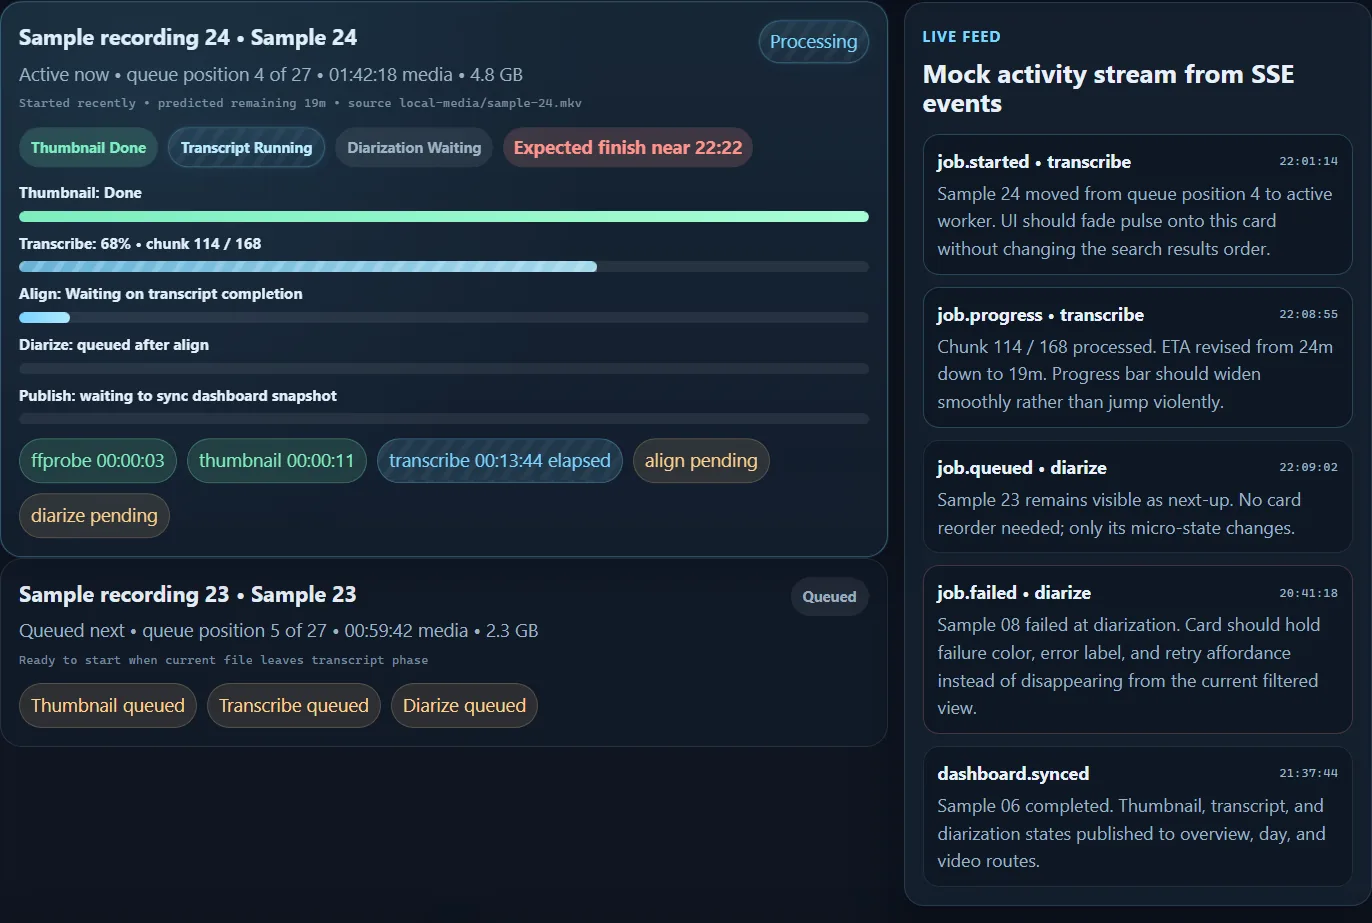 Sample recording 24 • Sample 24
Processing
Active now • queue position 4 of 27 • 01:42:18 media • 4.8 GB
Started recently • predicted remaining 19m • source local-media/sample-24.mkv
Thumbnail Done
Transcript Running
Diarization Waiting
Expected finish near 22:22
Thumbnail: Done
Transcribe: 68% • chunk 114 / 168
Align: Waiting on transcript completion
Diarize: queued after align
Publish: waiting to sync dashboard snapshot
ffprobe 00:00:03
thumbnail 00:00:11
transcribe 00:13:44 elapsed
align pending
diarize pending
Sample recording 23 • Sample 23
Queued
Queued next • queue position 5 of 27 • 00:59:42 media • 2.3 GB
Ready to start when current file leaves transcript phase
Thumbnail queued
Transcribe queued
Diarize queued
LIVE FEED
Mock activity stream from SSE
events
job.started • transcribe
22:01:14
Sample 24 moved from queue position 4 to active
worker. UI should fade pulse onto this card
without changing the search results order.
job.progress • transcribe
22:08:55
Chunk 114 / 168 processed. ETA revised from 24m
down to 19m. Progress bar should widen
smoothly rather than jump violently.
job.queued • diarize
22:09:02
Sample 23 remains visible as next-up. No card
reorder needed; only its micro-state changes.
job.failed • diarize
20:41:18
Sample 08 failed at diarization. Card should hold
failure color, error label, and retry affordance
instead of disappearing from the current filtered
view.
dashboard.synced
21:37:44
Sample 06 completed. Thumbnail, transcript, and
diarization states published to overview, day, and
video routes.